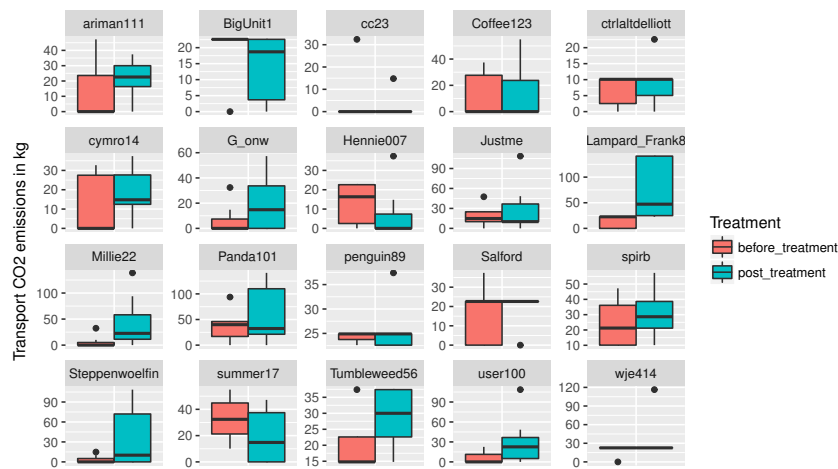 ariman111 BigUnit1 cc23 Coffee123 ctrlaltdelliott
40 30 20 10 0
20 15 10 5 0
30 20 10 0
40 20 0
20 15 10 5 0
cymro14 G_onw Hennie007 Justme Lampard_Frank8
30 20 10 0
60 40 20 0
30 20 10 0
90 60 30 0
100 50 0
Millie22 Panda101 penguin89 Salford spirb
100 50 0
100 50 0
35 30 25
30 20 10 0
50 40 30 20 10
Steppenwoelfin summer17 Tumbleweed56 user100 wje414
90 60 30 0
40 20 0
35 30 25 20 15
90 60 30 0
120 90 60 30 0
Transport CO2 emissions in kg
Treatment
before_treatment
post_treatment